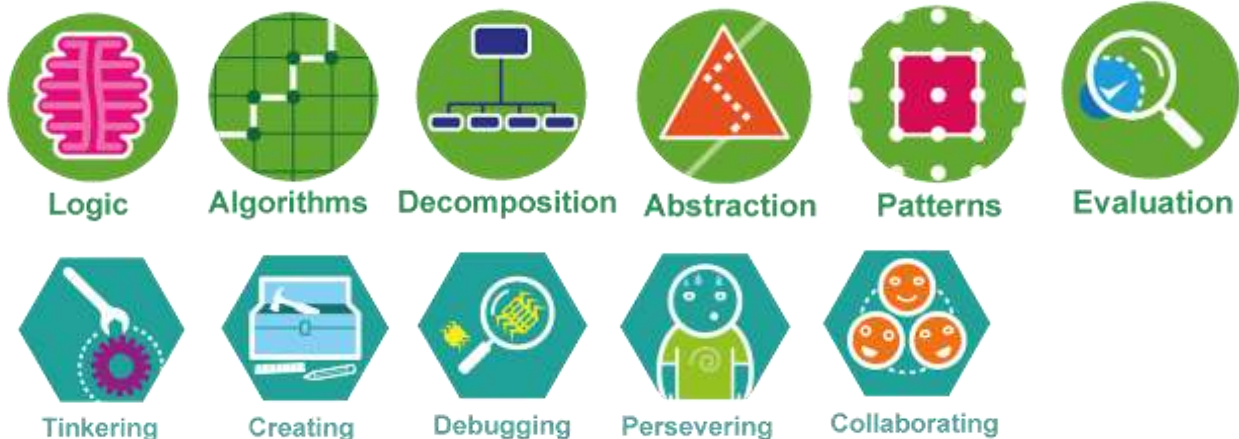 Logic Algorithms Decomposition Abstraction Patterns Evaluation
Tinkering Creating Debugging Persevering Collaborating